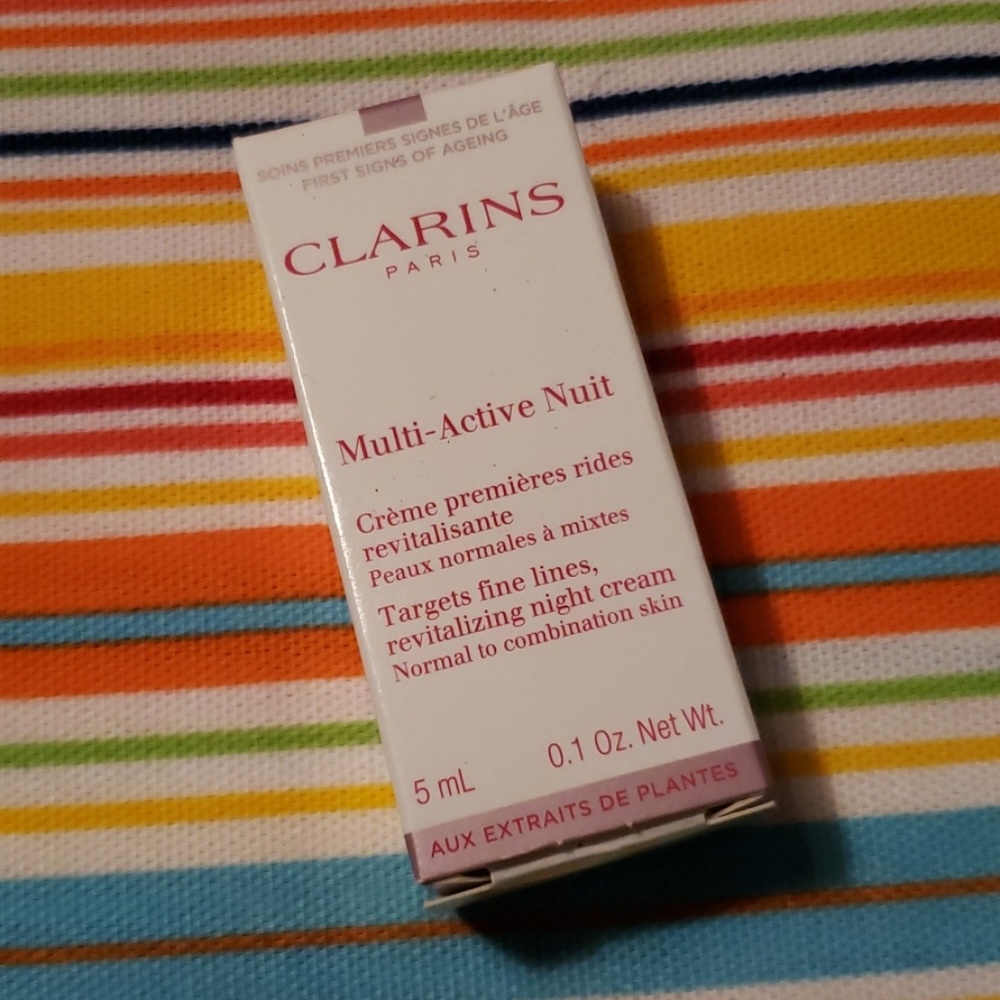 SOINS PREMIERS SIGNES DE L'ÂGE
FIRST SIGNS OF AGEING
CLARINS
PARIS
Multi-Active Nuit
Crème premières rides
revitalisante
Peaux normales à mixtes
Targets fine lines,
revitalizing night cream
Normal to combination skin
5 mL 0.1 Oz. Net Wt.
AUX EXTRAITS DE PLANTES